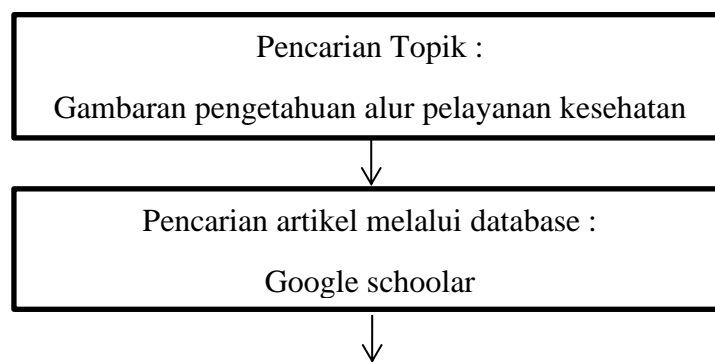 Pencarian Topik :
Gambaran pengetahuan alur pelayanan kesehatan
Pencarian artikel melalui database :
Google schoolar